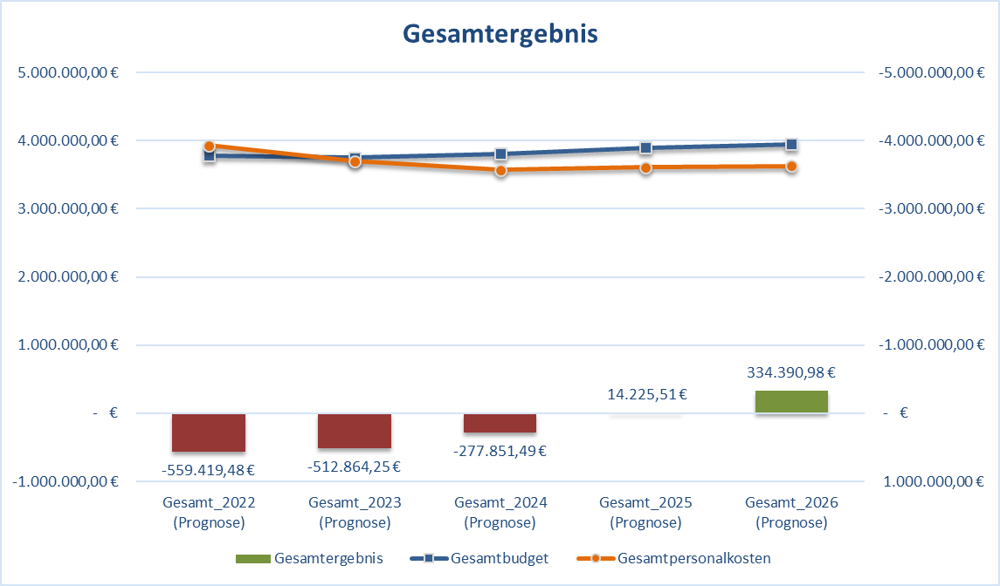 Gesamtergebnis
5.000.000,00 € -5.000.000,00 €
4.000.000,00 € -4.000.000,00 €
3.000.000,00 € -3.000.000,00 €
2.000.000,00 € -2.000.000,00 €
1.000.000,00 € -1.000.000,00 €
334.390,98 €
14.225,51 €
- € - €
-277.851,49 €
-559.419,48 € -512.864,25 €
-1.000.000,00 € 1.000.000,00 €
Gesamt_2022 Gesamt_2023 Gesamt_2024 Gesamt_2025 Gesamt_2026
(Prognose) (Prognose) (Prognose) (Prognose) (Prognose)
Gesamtergebnis Gesamtbudget Gesamtpersonalkosten